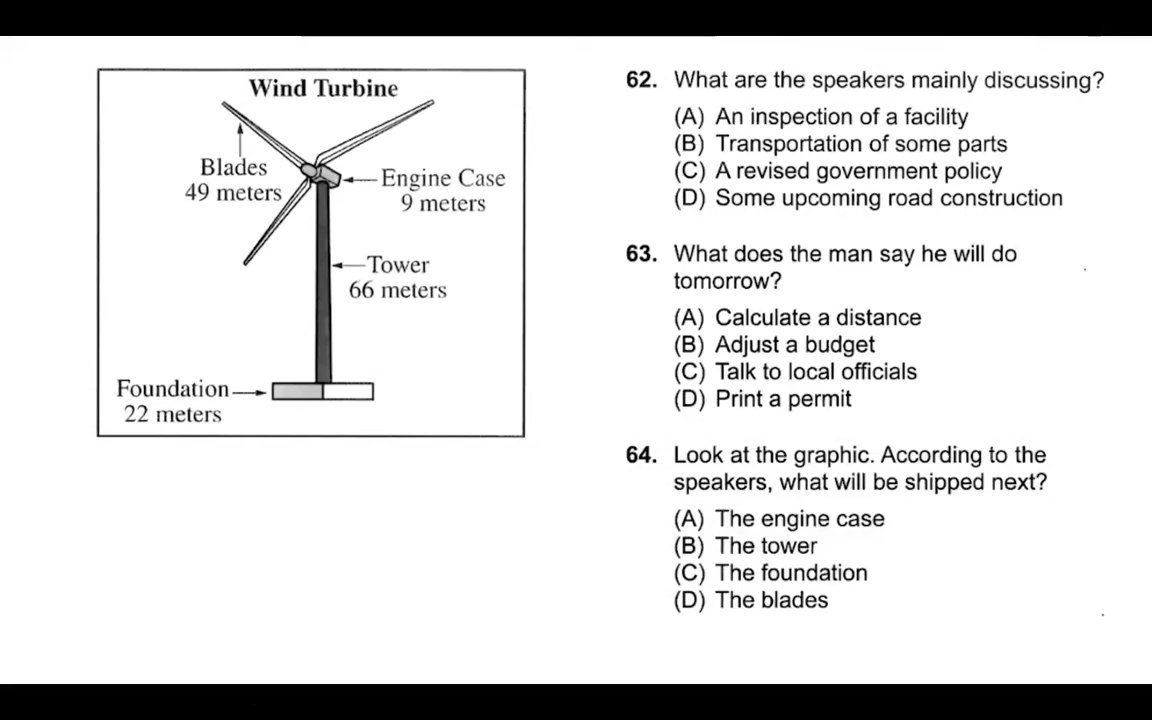 Wind Turbine
Blades
49 meters
Engine Case
9 meters
Tower
66 meters
Foundation
22 meters
62. What are the speakers mainly discussing?
(A) An inspection of a facility
(B) Transportation of some parts
(C) A revised government policy
(D) Some upcoming road construction
63. What does the man say he will do
tomorrow?
(A) Calculate a distance
(B) Adjust a budget
(C) Talk to local officials
(D) Print a permit
64. Look at the graphic. According to the
speakers, what will be shipped next?
(A) The engine case
(B) The tower
(C) The foundation
(D) The blades